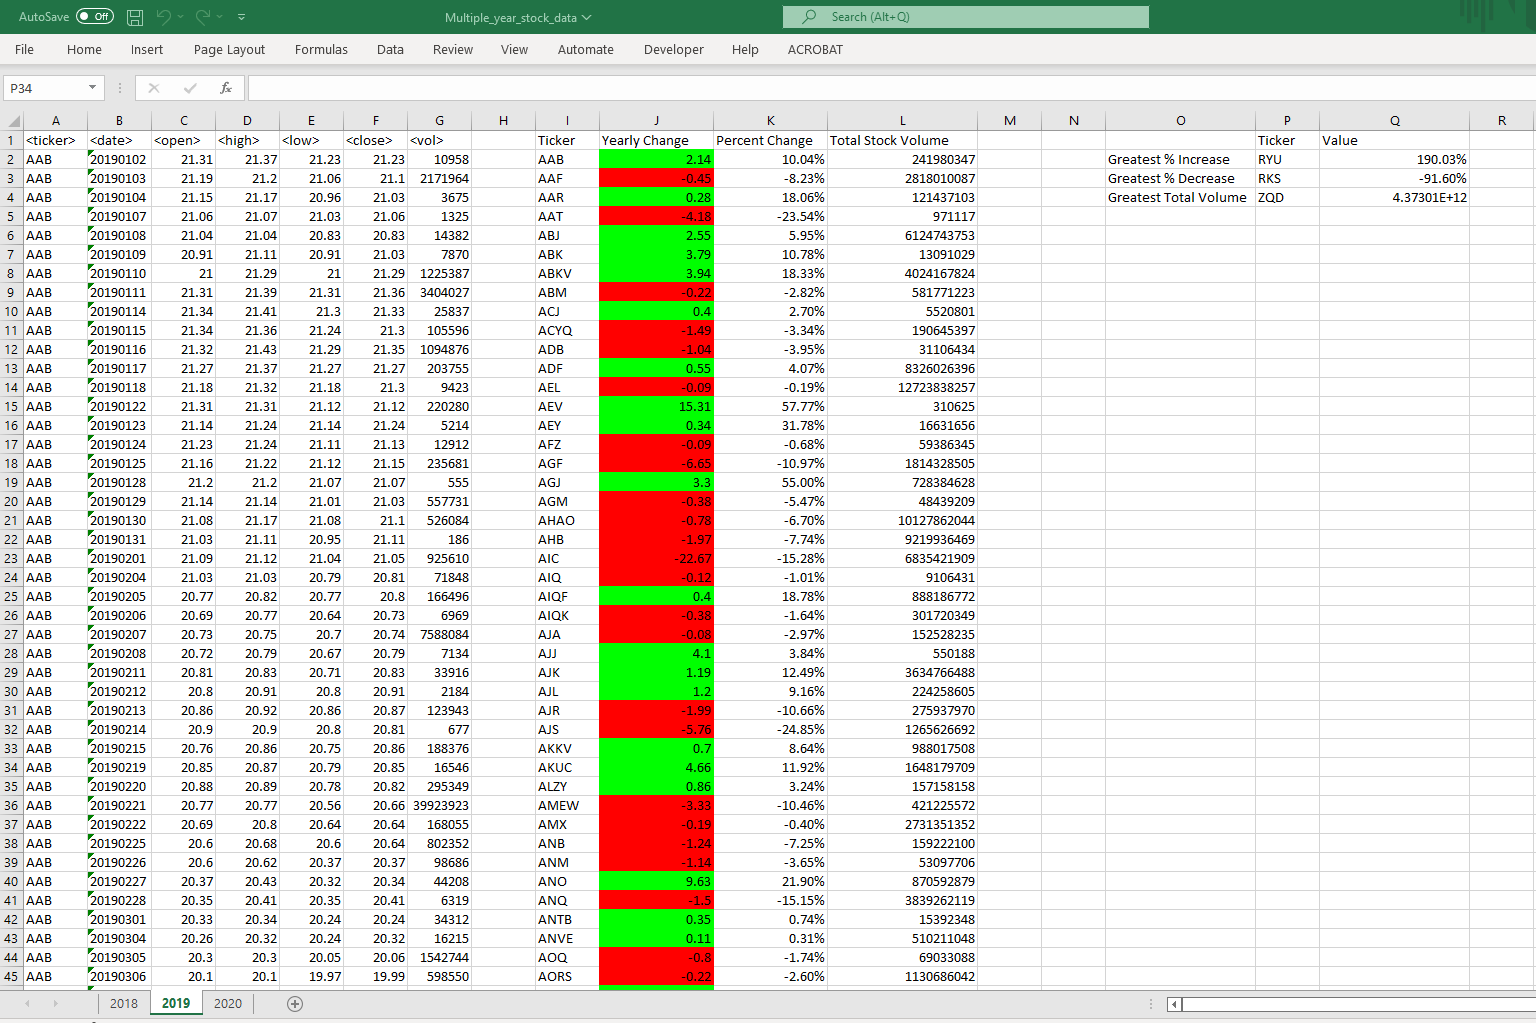 AutoSave Off Multiple_year_stock_data Search (Alt+Q)
File Home Insert Page Layout Formulas Data Review View Automate Developer Help ACROBAT
P34 fx
A B C D E F G H I J K L M N O P Q R
1 <ticker> <date> <open> <high> <low> <close> <vol> Ticker Yearly Change Percent Change Total Stock Volume Ticker Value
2 AAB 20190102 21.31 21.37 21.23 21.23 10958 AAB 2.14 10.04% 241980347 Greatest % Increase RYU 190.03%
3 AAB 20190103 21.19 21.2 21.06 21.1 2171964 AAF -0.45 -8.23% 2818010087 Greatest % Decrease RKS -91.60%
4 AAB 20190104 21.15 21.17 20.96 21.03 3675 AAR 0.28 18.06% 121437103 Greatest Total Volume ZQD 4.37301E+12
5 AAB 20190107 21.06 21.07 21.03 21.06 1325 AAT -4.18 -23.54% 971117
6 AAB 20190108 21.04 21.04 20.83 20.83 14382 ABJ 2.55 5.95% 6124743753
7 AAB 20190109 20.91 21.11 20.91 21.03 7870 ABK 3.79 10.78% 13091029
8 AAB 20190110 21 21.29 21 21.29 1225387 ABKV 3.94 18.33% 4024167824
9 AAB 20190111 21.31 21.39 21.31 21.36 3404027 ABM -0.22 -2.82% 581771223
10 AAB 20190114 21.34 21.41 21.3 21.33 25837 ACJ 0.4 2.70% 5520801
11 AAB 20190115 21.34 21.36 21.24 21.3 105596 ACYQ -1.49 -3.34% 190645397
12 AAB 20190116 21.32 21.43 21.29 21.35 1094876 ADB -1.04 -3.95% 31106434
13 AAB 20190117 21.27 21.37 21.27 21.27 203755 ADF 0.55 4.07% 8326026396
14 AAB 20190118 21.18 21.32 21.18 21.3 9423 AEL -0.09 -0.19% 12723838257
15 AAB 20190122 21.31 21.31 21.12 21.12 220280 AEV 15.31 57.77% 310625
16 AAB 20190123 21.14 21.24 21.14 21.24 5214 AEY 0.34 31.78% 16631656
17 AAB 20190124 21.23 21.24 21.11 21.13 12912 AFZ -0.09 -0.68% 59386345
18 AAB 20190125 21.16 21.22 21.12 21.15 235681 AGF -6.65 -10.97% 1814328505
19 AAB 20190128 21.2 21.2 21.07 21.07 555 AGJ 3.3 55.00% 728384628
20 AAB 20190129 21.14 21.14 21.01 21.03 557731 AGM -0.38 -5.47% 48439209
21 AAB 20190130 21.08 21.17 21.08 21.1 526084 AHAO -0.78 -6.70% 10127862044
22 AAB 20190131 21.03 21.11 20.95 21.11 186 AHB -1.97 -7.74% 9219936469
23 AAB 20190201 21.09 21.12 21.04 21.05 925610 AIC -22.67 -15.28% 6835421909
24 AAB 20190204 21.03 21.03 20.79 20.81 71848 AIQ -0.12 -1.01% 9106431
25 AAB 20190205 20.77 20.82 20.77 20.8 166496 AIQF 0.4 18.78% 888186772
26 AAB 20190206 20.69 20.77 20.64 20.73 6969 AIQK -0.38 -1.64% 301720349
27 AAB 20190207 20.73 20.75 20.7 20.74 7588084 AJA -0.08 -2.97% 152528235
28 AAB 20190208 20.72 20.79 20.67 20.79 7134 AJJ 4.1 3.84% 550188
29 AAB 20190211 20.81 20.83 20.71 20.83 33916 AJK 1.19 12.49% 3634766488
30 AAB 20190212 20.8 20.91 20.8 20.91 2184 AJL 1.2 9.16% 224258605
31 AAB 20190213 20.86 20.92 20.86 20.87 123943 AJR -1.99 -10.66% 275937970
32 AAB 20190214 20.9 20.9 20.8 20.81 677 AJS -5.76 -24.85% 1265626692
33 AAB 20190215 20.76 20.86 20.75 20.86 188376 AKKV 0.7 8.64% 988017508
34 AAB 20190219 20.85 20.87 20.79 20.85 16546 AKUC 4.66 11.92% 1648179709
35 AAB 20190220 20.88 20.89 20.78 20.82 295349 ALZY 0.86 3.24% 157158158
36 AAB 20190221 20.77 20.77 20.56 20.66 39923923 AMEW -3.33 -10.46% 421225572
37 AAB 20190222 20.69 20.8 20.64 20.64 168055 AMX -0.19 -0.40% 2731351352
38 AAB 20190225 20.6 20.68 20.6 20.64 802352 ANB -1.24 -7.25% 159222100
39 AAB 20190226 20.6 20.62 20.37 20.37 98686 ANM -1.14 -3.65% 53097706
40 AAB 20190227 20.37 20.43 20.32 20.34 44208 ANO 9.63 21.90% 870592879
41 AAB 20190228 20.35 20.41 20.35 20.41 6319 ANQ -1.5 -15.15% 3839262119
42 AAB 20190301 20.33 20.34 20.24 20.24 34312 ANTB 0.35 0.74% 15392348
43 AAB 20190304 20.26 20.32 20.24 20.32 16215 ANVE 0.11 0.31% 510211048
44 AAB 20190305 20.3 20.3 20.05 20.06 1542744 AOQ -0.8 -1.74% 69033088
45 AAB 20190306 20.1 20.1 19.97 19.99 598550 AORS -0.22 -2.60% 1130686042
2018 2019 2020